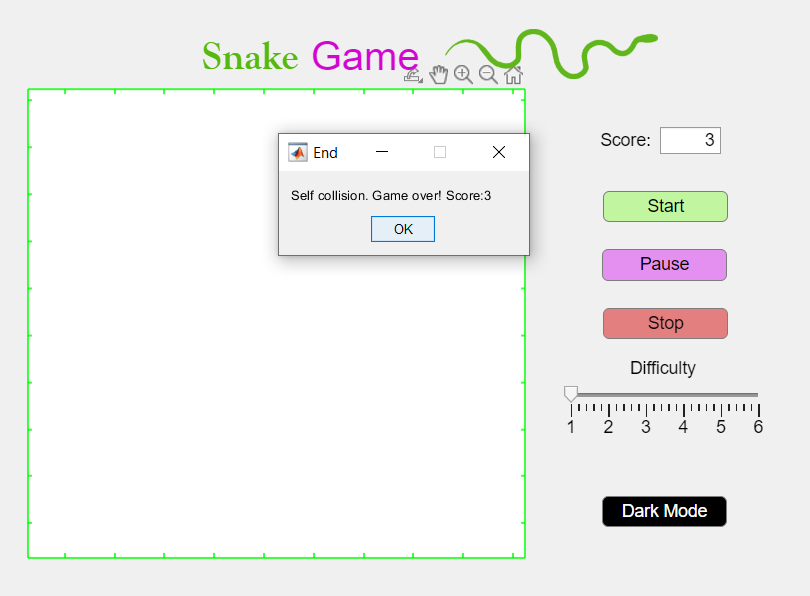 Snake Game
End
Self collision. Game over! Score:3
OK
Score: 3
Start
Pause
Stop
Difficulty
1 2 3 4 5 6
Dark Mode